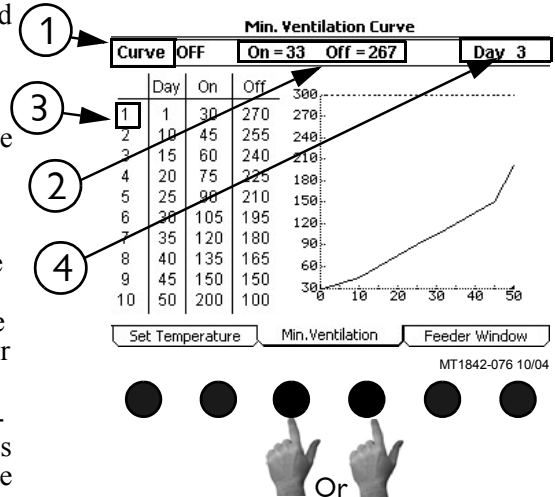 Min. Ventilation Curve
Curve OFF On = 33 Off = 267 Day 3
Day On Off
1 1 30 270
2 10 45 255
3 15 60 240
4 20 75 225
5 25 90 210
6 30 105 195
7 35 120 180
8 40 135 165
9 45 150 150
10 50 200 100
300
270
240
210
180
150
120
90
60
30
0 10 20 30 40 50
Set Temperature Min.Ventilation Feeder Window
MT1842-076 10/04
Or
1
3
2
4